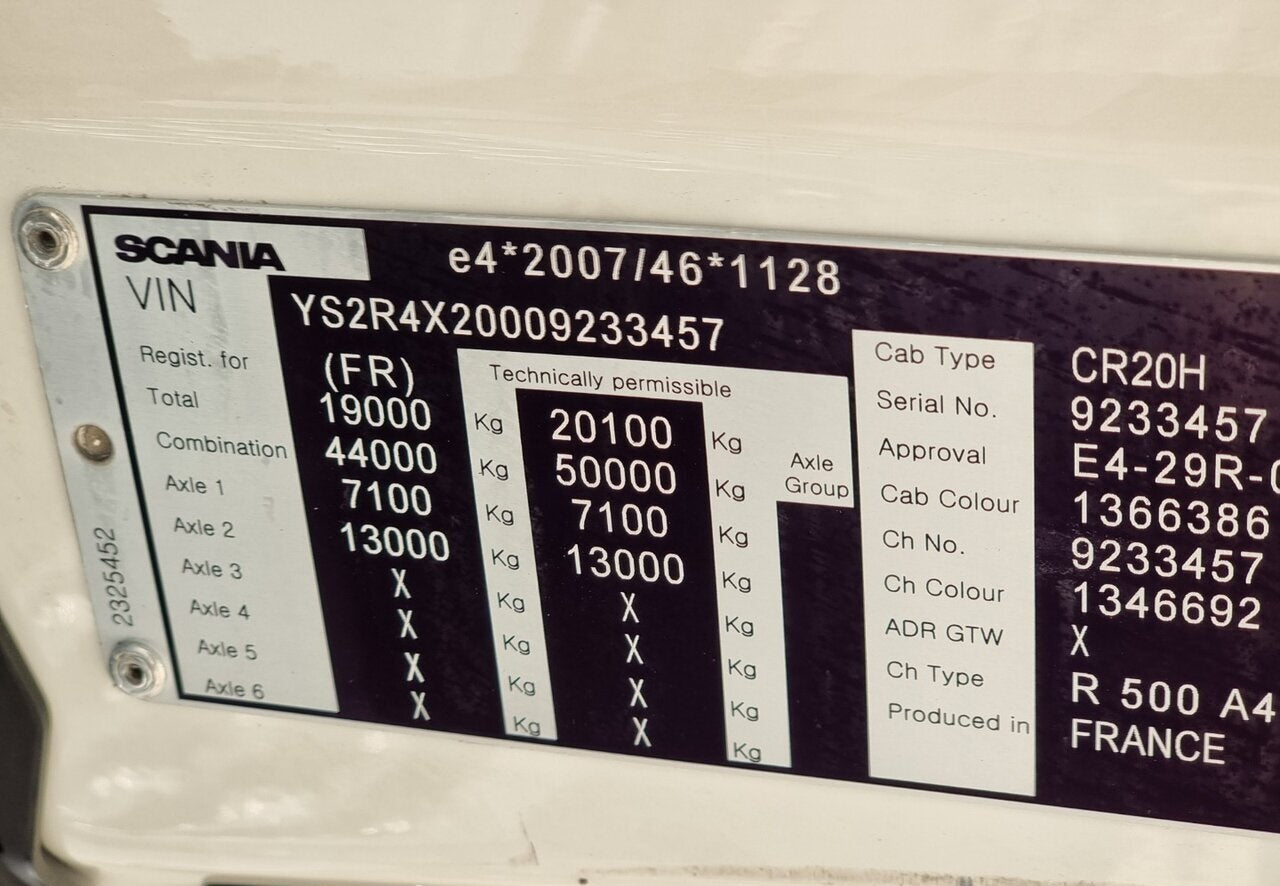 SCANIA e4*2007/46*1128
VIN YS2R4X20009233457
Regist. for (FR) Technically permissible
Total 19000 Kg 20100 Kg
Combination 44000 Kg 50000 Kg
Axle 1 7100 Kg 7100 Kg
Axle 2 13000 Kg 13000 Kg
Axle 3 X Kg X Kg
Axle 4 X Kg X Kg
Axle 5 X Kg X Kg
Axle 6 X Kg X Kg
Axle
Group
Cab Type CR20H
Serial No. 9233457
Approval E4-29R-
Cab Colour 1366386
Ch No. 9233457
Ch Colour 1346692
ADR GTW X
Ch Type R 500 A4
Produced in FRANCE
2325452